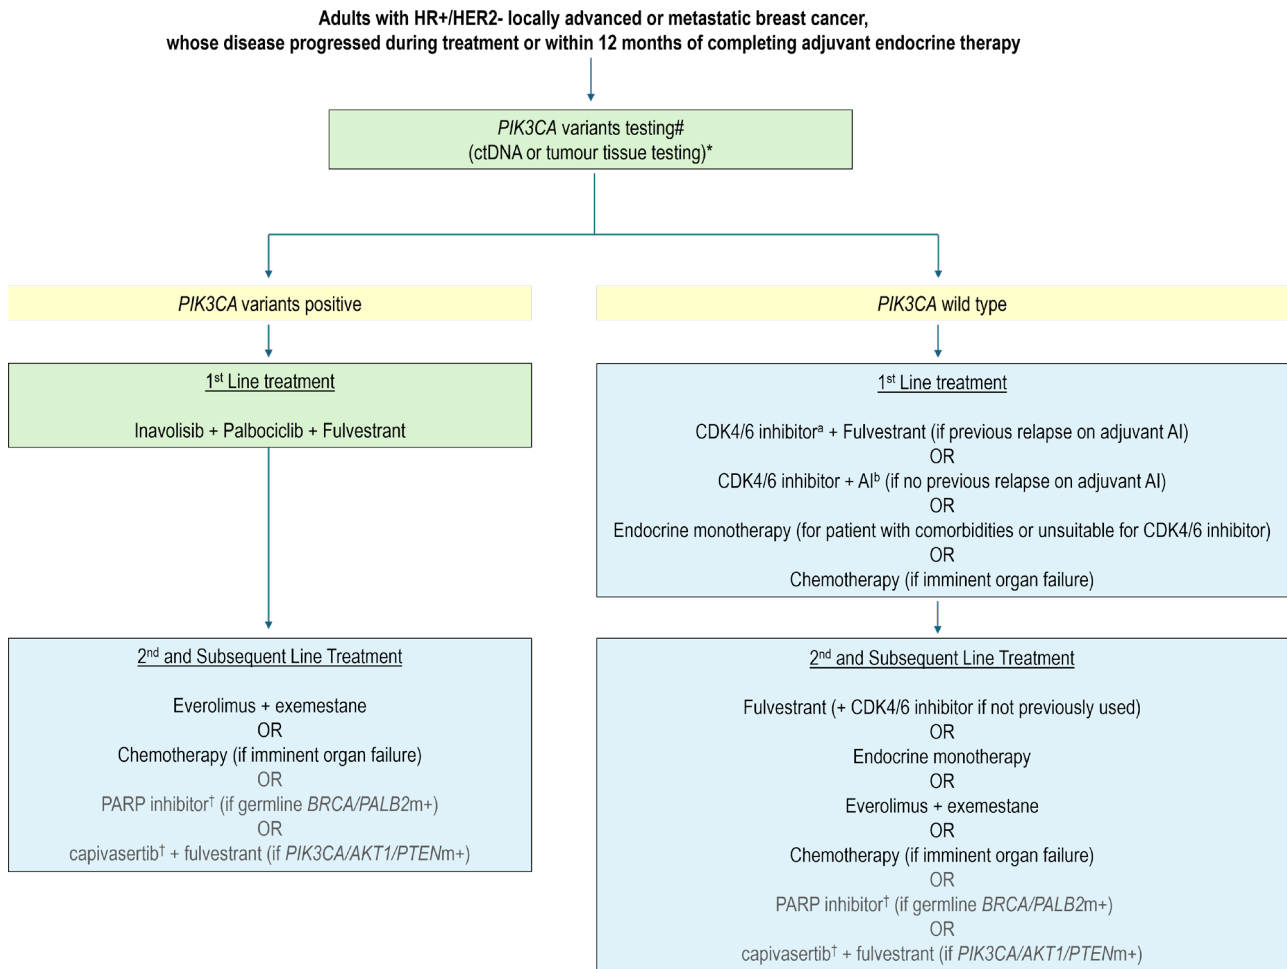 Adults with HR+/HER2- locally advanced or metastatic breast cancer,
whose disease progressed during treatment or within 12 months of completing adjuvant endocrine therapy
PIK3CA variants testing#
(ctDNA or tumour tissue testing)*
PIK3CA variants positive
1st Line treatment
Inavolisib + Palbociclib + Fulvestrant
2nd and Subsequent Line Treatment
Everolimus + exemestane
OR
Chemotherapy (if imminent organ failure)
OR
PARP inhibitor† (if germline BRCA/PALB2m+)
OR
capivasertib† + fulvestrant (if PIK3CA/AKT1/PTENm+)
PIK3CA wild type
1st Line treatment
CDK4/6 inhibitorᵃ + Fulvestrant (if previous relapse on adjuvant AI)
OR
CDK4/6 inhibitor + AIᵇ (if no previous relapse on adjuvant AI)
OR
Endocrine monotherapy (for patient with comorbidities or unsuitable for CDK4/6 inhibitor)
OR
Chemotherapy (if imminent organ failure)
2nd and Subsequent Line Treatment
Fulvestrant (+ CDK4/6 inhibitor if not previously used)
OR
Endocrine monotherapy
OR
Everolimus + exemestane
OR
Chemotherapy (if imminent organ failure)
OR
PARP inhibitor† (if germline BRCA/PALB2m+)
OR
capivasertib† + fulvestrant (if PIK3CA/AKT1/PTENm+)